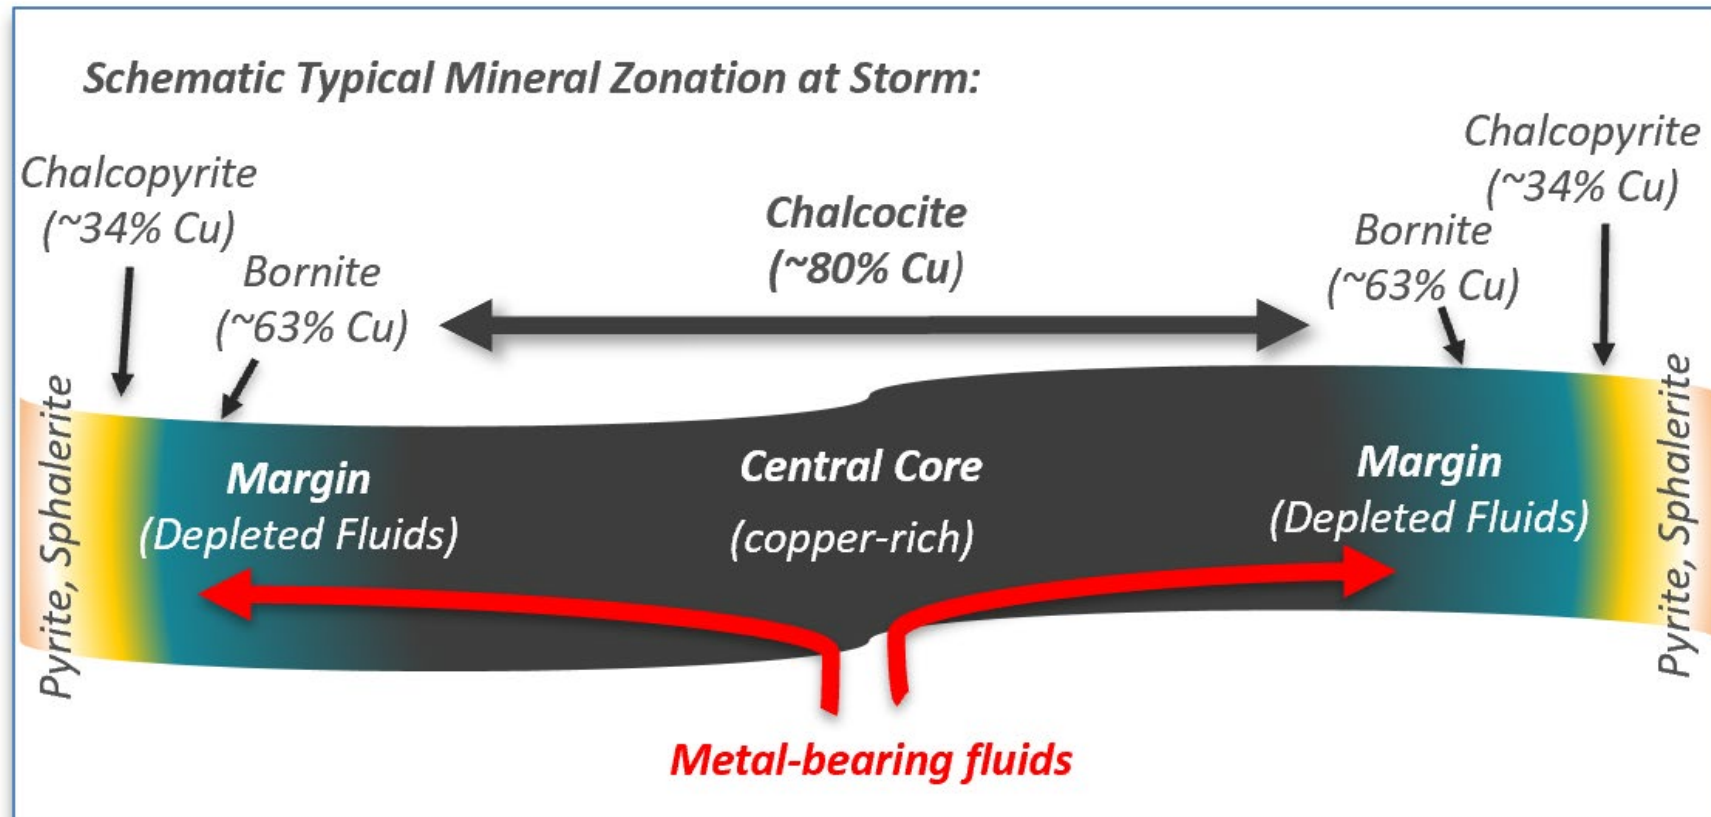 Schematic Typical Mineral Zonation at Storm:
Chalcopyrite
(~34% Cu)
Bornite
(~63% Cu)
Chalcocite
(~80% Cu)
Bornite
(~63% Cu)
Chalcopyrite
(~34% Cu)
Pyrite, Sphalerite
Margin
(Depleted Fluids)
Central Core
(copper-rich)
Margin
(Depleted Fluids)
Pyrite, Sphalerite
Metal-bearing fluids